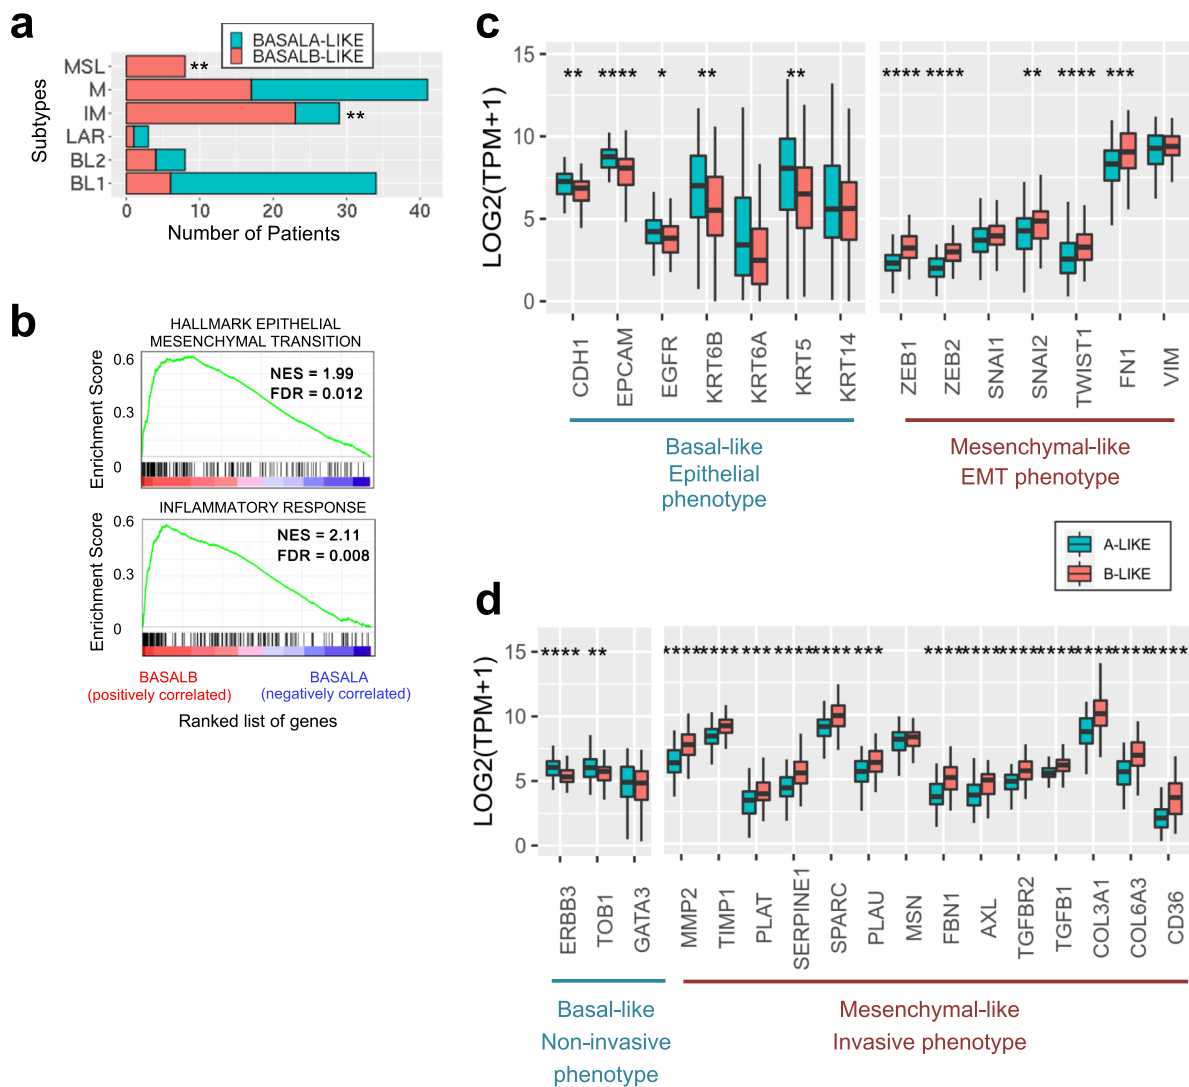 a
BASALA-LIKE
BASALB-LIKE
Subtypes
MSL
**
M
IM
**
LAR
BL2
BL1
0 10 20 30 40
Number of Patients
b
HALLMARK EPITHELIAL
MESENCHYMAL TRANSITION
Enrichment Score
0.6
0.3
0
NES = 1.99
FDR = 0.012
INFLAMMATORY RESPONSE
Enrichment Score
0.6
0.3
0
NES = 2.11
FDR = 0.008
BASALB
(positively correlated)
BASALA
(negatively correlated)
Ranked list of genes
c
LOG2(TPM+1)
15
10
5
0
** **** * ** **
**** **** ** **** ***
CDH1
EPCAM
EGFR
KRT6B
KRT6A
KRT5
KRT14
ZEB1
ZEB2
SNAI1
SNAI2
TWIST1
FN1
VIM
Basal-like
Epithelial
phenotype
Mesenchymal-like
EMT phenotype
A-LIKE
B-LIKE
d
LOG2(TPM+1)
15
10
5
0
**** **
**** **** **** **** **** **** **** **** **** **** **** **** ****
ERBB3
TOB1
GATA3
MMP2
TIMP1
PLAT
SERPINE1
SPARC
PLAU
MSN
FBN1
AXL
TGFBR2
TGFB1
COL3A1
COL6A3
CD36
Basal-like
Non-invasive
phenotype
Mesenchymal-like
Invasive phenotype